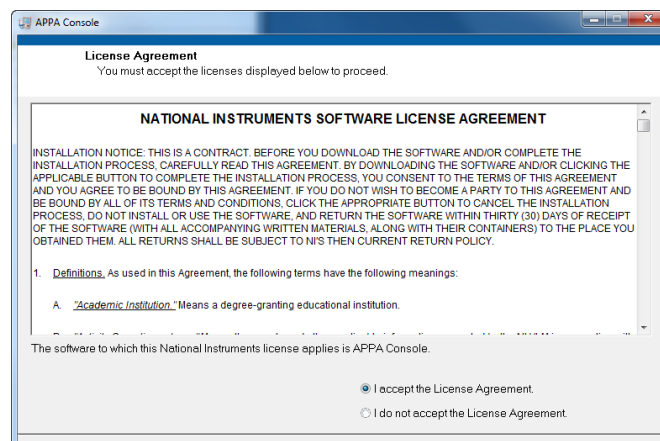 APPA Console
License Agreement
You must accept the licenses displayed below to proceed.
NATIONAL INSTRUMENTS SOFTWARE LICENSE AGREEMENT
INSTALLATION NOTICE: THIS IS A CONTRACT. BEFORE YOU DOWNLOAD THE SOFTWARE AND/OR COMPLETE THE
INSTALLATION PROCESS, CAREFULLY READ THIS AGREEMENT. BY DOWNLOADING THE SOFTWARE AND/OR CLICKING THE
APPLICABLE BUTTON TO COMPLETE THE INSTALLATION PROCESS, YOU CONSENT TO THE TERMS OF THIS AGREEMENT
AND YOU AGREE TO BE BOUND BY THIS AGREEMENT. IF YOU DO NOT WISH TO BECOME A PARTY TO THIS AGREEMENT AND
BE BOUND BY ALL OF ITS TERMS AND CONDITIONS, CLICK THE APPROPRIATE BUTTON TO CANCEL THE INSTALLATION
PROCESS, DO NOT INSTALL OR USE THE SOFTWARE, AND RETURN THE SOFTWARE WITHIN THIRTY (30) DAYS OF RECEIPT
OF THE SOFTWARE (WITH ALL ACCOMPANYING WRITTEN MATERIALS, ALONG WITH THEIR CONTAINERS) TO THE PLACE YOU
OBTAINED THEM. ALL RETURNS SHALL BE SUBJECT TO NI'S THEN CURRENT RETURN POLICY.
1. Definitions. As used in this Agreement, the following terms have the following meanings:
A. "Academic Institution." Means a degree-granting educational institution.
The software to which this National Instruments license applies is APPA Console.
I accept the License Agreement.
I do not accept the License Agreement.